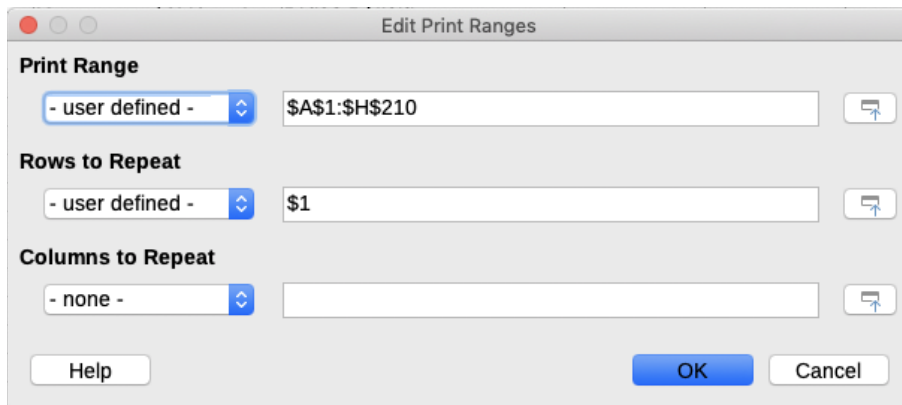 Edit Print Ranges
Print Range
- user defined -
$A$1:$H$210
Rows to Repeat
- user defined -
$1
Columns to Repeat
- none -
Help
OK
Cancel